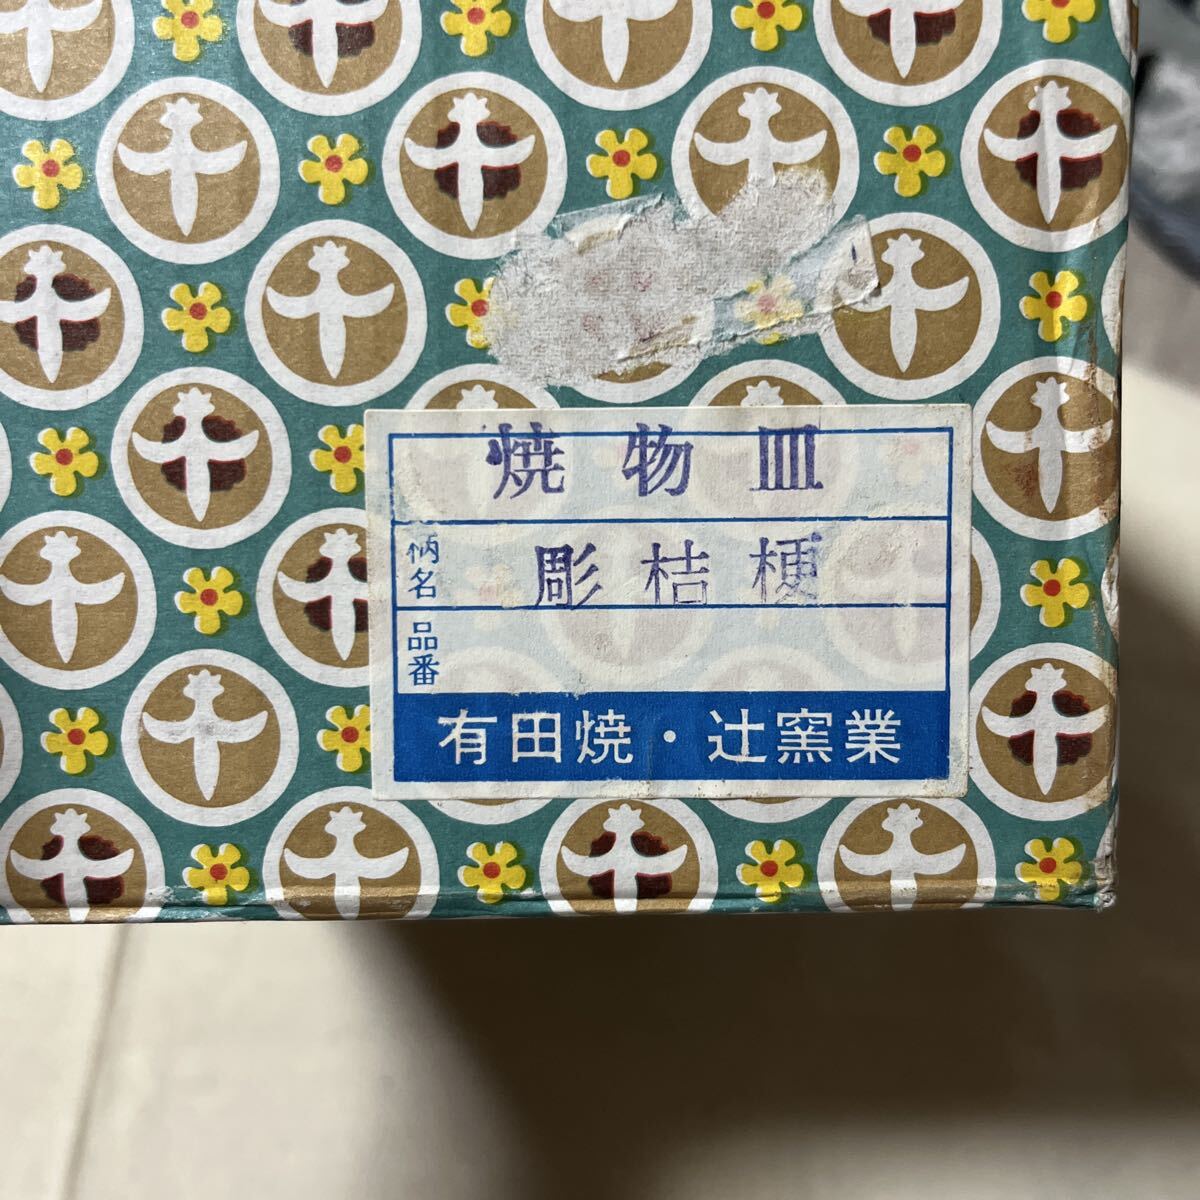 焼物皿
柄名 彫桔梗
品番
有田焼・辻窯業